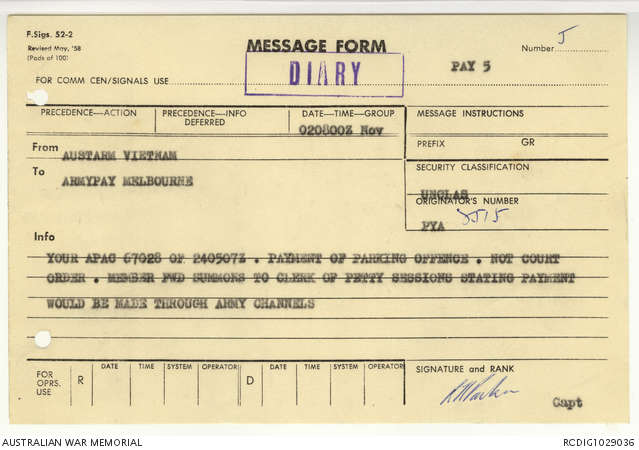 F.Sigs. 52-2
Revised May, '58
(Pads of 100)
MESSAGE FORM
Number J
DIARY
PAY 5
FOR COMM CEN/SIGNALS USE
PRECEDENCE—ACTION
PRECEDENCE—INFO
DEFERRED
DATE—TIME—GROUP
020800Z Nov
MESSAGE INSTRUCTIONS
PREFIX GR
From AUSTARM VIETNAM
To ARMYPAY MELBOURNE
SECURITY CLASSIFICATION
UNCLAS
ORIGINATOR'S NUMBER
PYA 5515
Info
YOUR APAC 67028 OF 240507Z . PAYMENT OF PARKING OFFENCE . NOT COURT
ORDER . MEMBER FWD SUMMONS TO CLERK OF PETTY SESSIONS STATING PAYMENT
WOULD BE MADE THROUGH ARMY CHANNELS
FOR OPRS. USE
R DATE TIME SYSTEM OPERATOR
D DATE TIME SYSTEM OPERATOR
SIGNATURE and RANK
Capt
AUSTRALIAN WAR MEMORIAL
RCDIG1029036